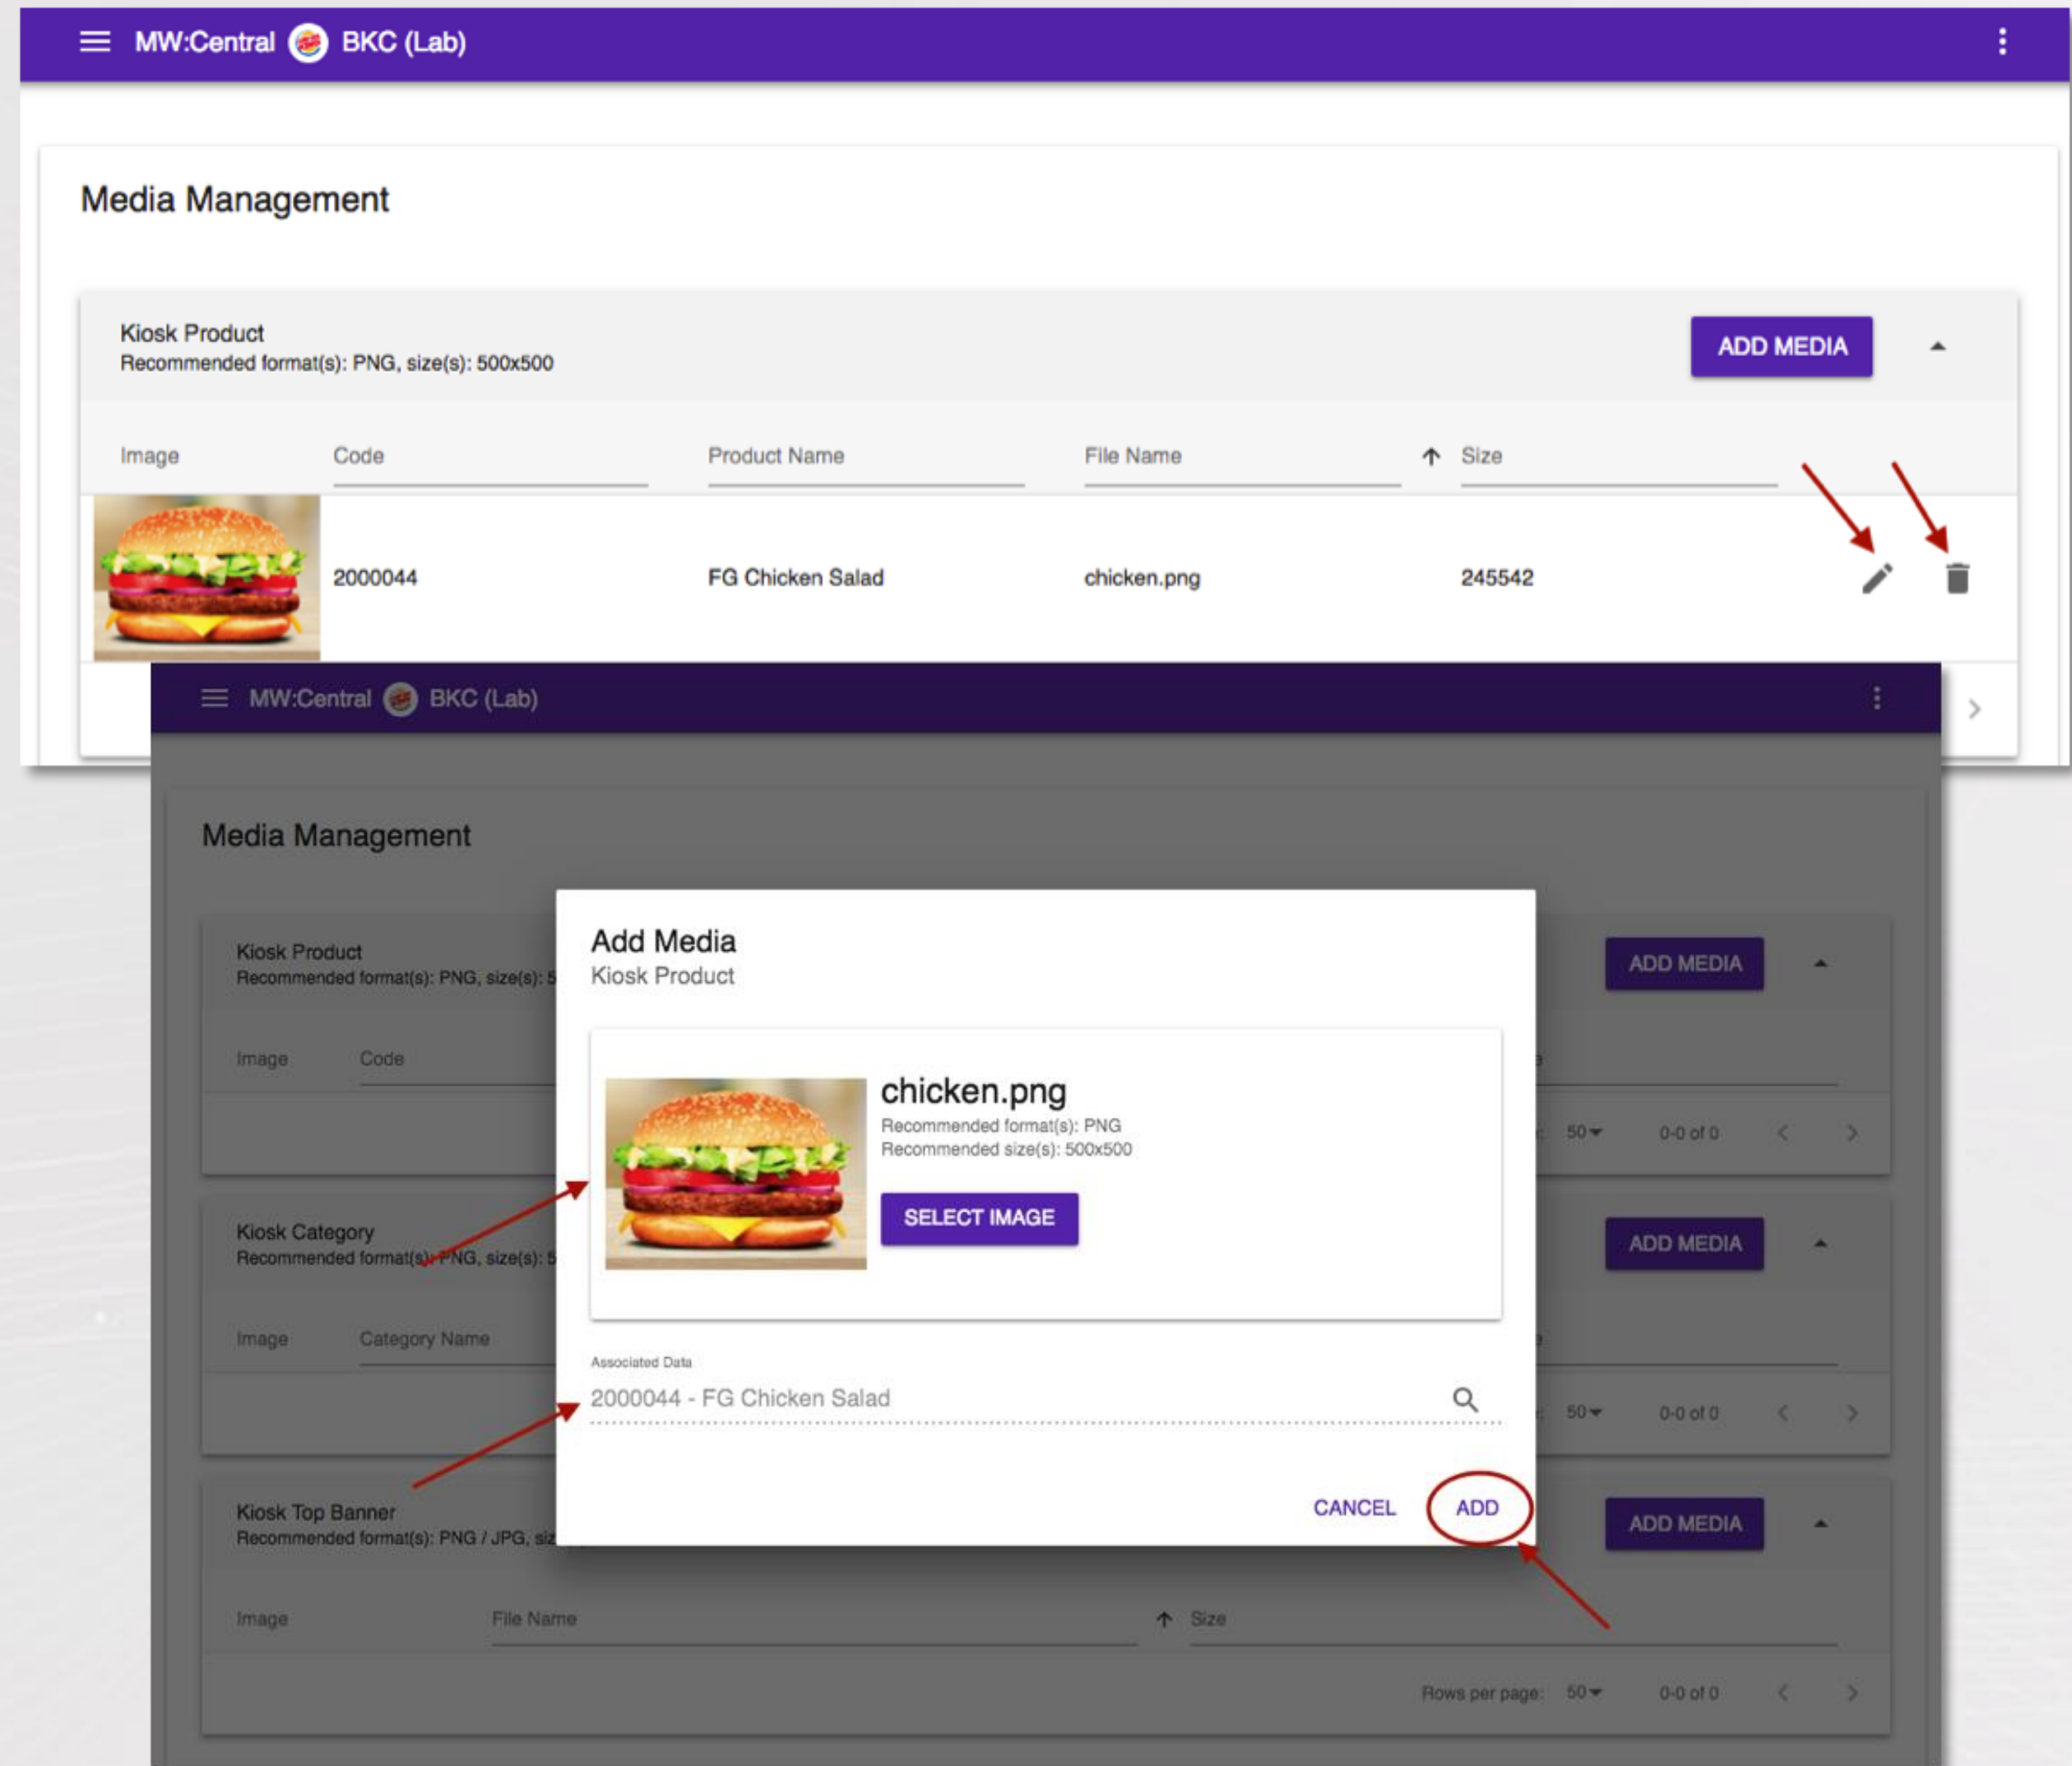 MW:Central BKC (Lab)
Media Management
Kiosk Product
Recommended format(s): PNG, size(s): 500x500
ADD MEDIA
Image Code Product Name File Name Size
2000044 FG Chicken Salad chicken.png 245542
MW:Central BKC (Lab)
Media Management
Kiosk Product
Recommended format(s): PNG, size(s): 5
ADD MEDIA
Image Code
50 0-0 of 0
Kiosk Category
Recommended format(s): PNG, size(s): 5
ADD MEDIA
Image Category Name
50 0-0 of 0
Kiosk Top Banner
Recommended format(s): PNG / JPG, siz
ADD MEDIA
Image File Name Size
Rows per page: 50 0-0 of 0
Add Media
Kiosk Product
chicken.png
Recommended format(s): PNG
Recommended size(s): 500x500
SELECT IMAGE
Associated Data
2000044 - FG Chicken Salad
CANCEL ADD